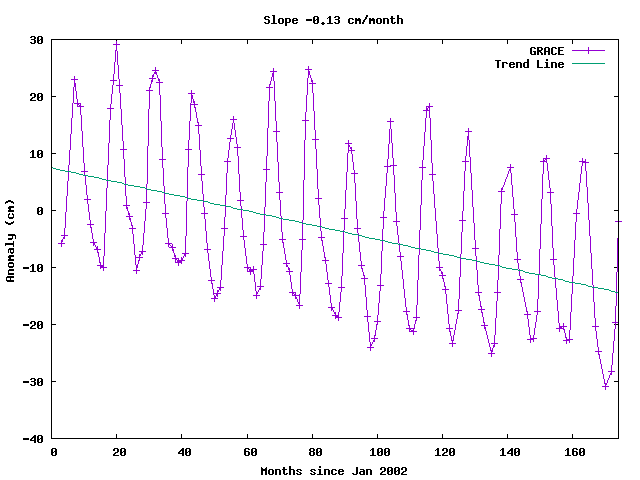 Slope -0.13 cm/month
GRACE
Trend Line
30
20
10
0
-10
-20
-30
-40
Anomaly (cm)
0 20 40 60 80 100 120 140 160
Months since Jan 2002